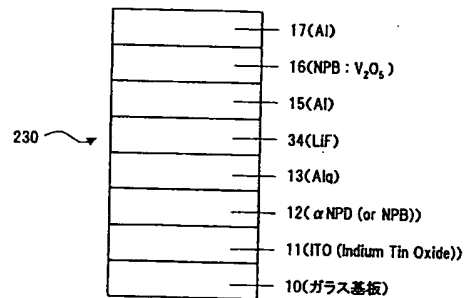 17(Al)
16(NPB:V₂O₅)
15(Al)
230
34(LiF)
13(Alq)
12(αNPD (or NPB))
11(ITO (Indium Tin Oxide))
10(ガラス基板)